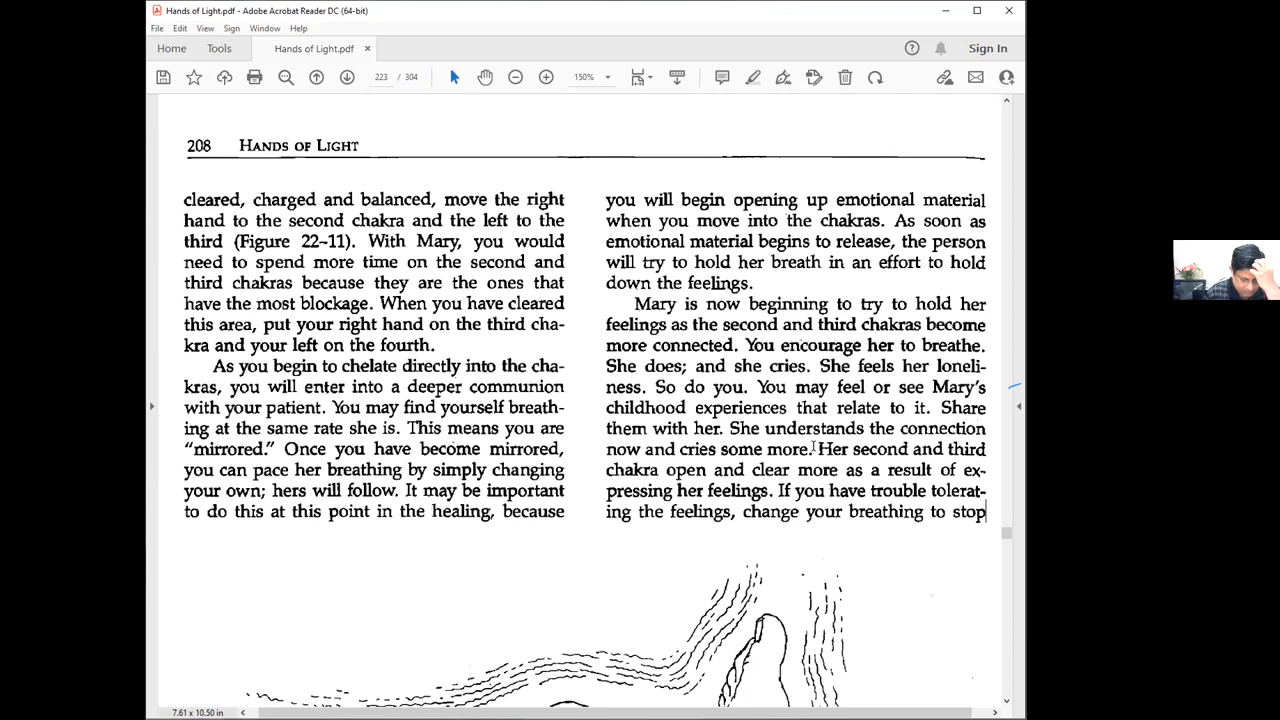 Hands of Light.pdf - Adobe Acrobat Reader DC (64-bit)
File Edit View Sign Window Help
Home Tools Hands of Light.pdf × Sign In
223 / 304 150%
208 HANDS OF LIGHT
cleared, charged and balanced, move the right
hand to the second chakra and the left to the
third (Figure 22–11). With Mary, you would
need to spend more time on the second and
third chakras because they are the ones that
have the most blockage. When you have cleared
this area, put your right hand on the third cha-
kra and your left on the fourth.
As you begin to chelate directly into the cha-
kras, you will enter into a deeper communion
with your patient. You may find yourself breath-
ing at the same rate she is. This means you are
“mirrored.” Once you have become mirrored,
you can pace her breathing by simply changing
your own; hers will follow. It may be important
to do this at this point in the healing, because
you will begin opening up emotional material
when you move into the chakras. As soon as
emotional material begins to release, the person
will try to hold her breath in an effort to hold
down the feelings.
Mary is now beginning to try to hold her
feelings as the second and third chakras become
more connected. You encourage her to breathe.
She does; and she cries. She feels her loneli-
ness. So do you. You may feel or see Mary’s
childhood experiences that relate to it. Share
them with her. She understands the connection
now and cries some more. Her second and third
chakra open and clear more as a result of ex-
pressing her feelings. If you have trouble tolerat-
ing the feelings, change your breathing to stop
7.61 x 10.50 in